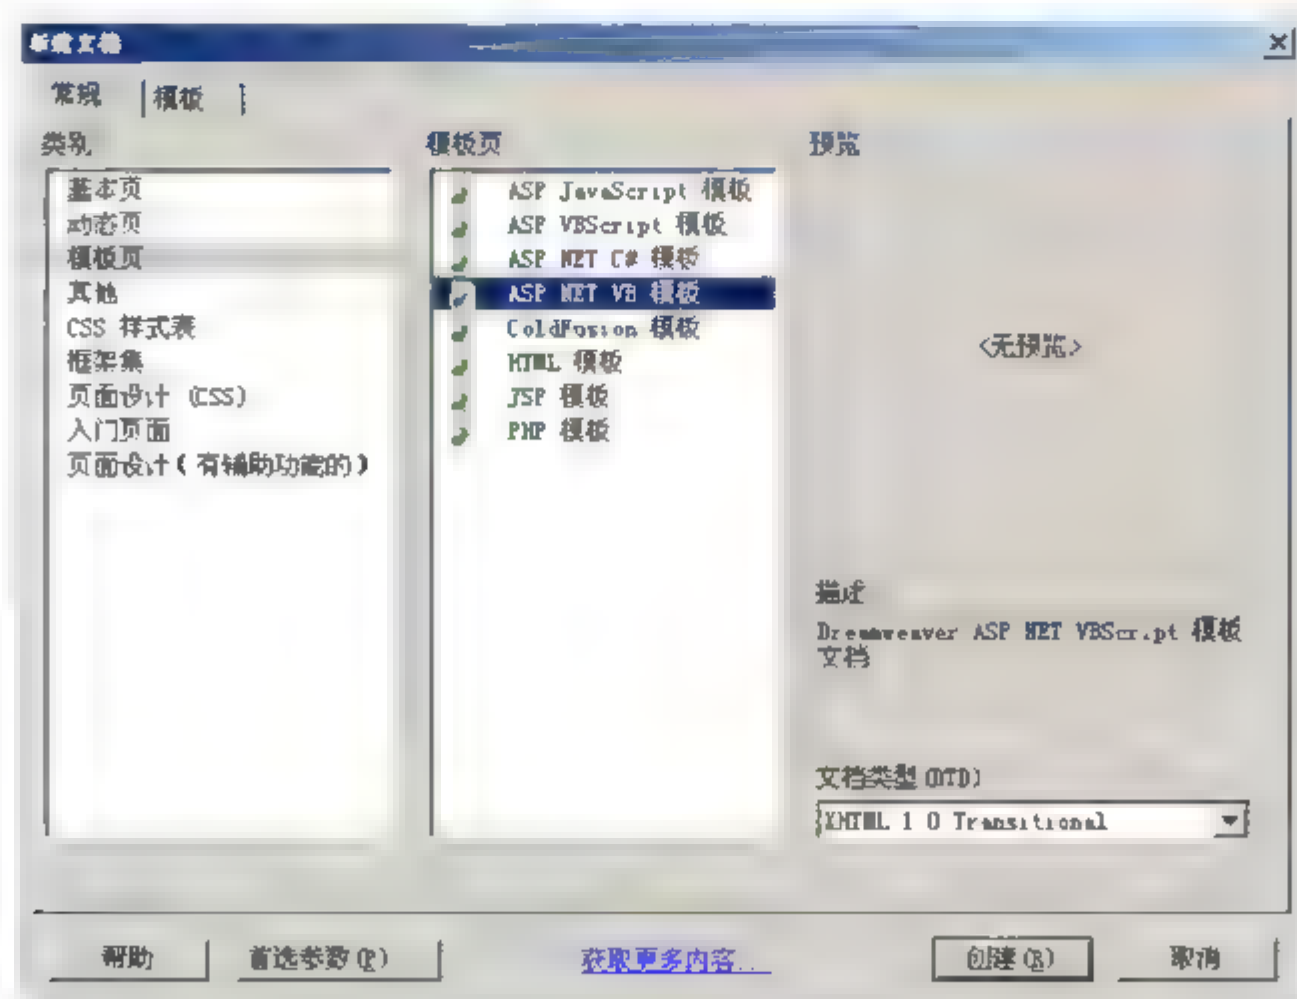 新建文档
常规 模板
类别
基本页
动态页
模板页
其他
CSS 样式表
框架集
页面设计 (CSS)
入门页面
页面设计(有辅助功能的)
模板页
ASP JavaScript 模板
ASP VBScript 模板
ASP NET C# 模板
ASP NET VB 模板
ColdFusion 模板
HTML 模板
JSP 模板
PHP 模板
预览
<无预览>
描述
Dreamweaver ASP NET VBScript 模板
文档
文档类型(DTD)
XHTML 1 0 Transitional
帮助 首选参数(P) 获取更多内容... 创建(R) 取消